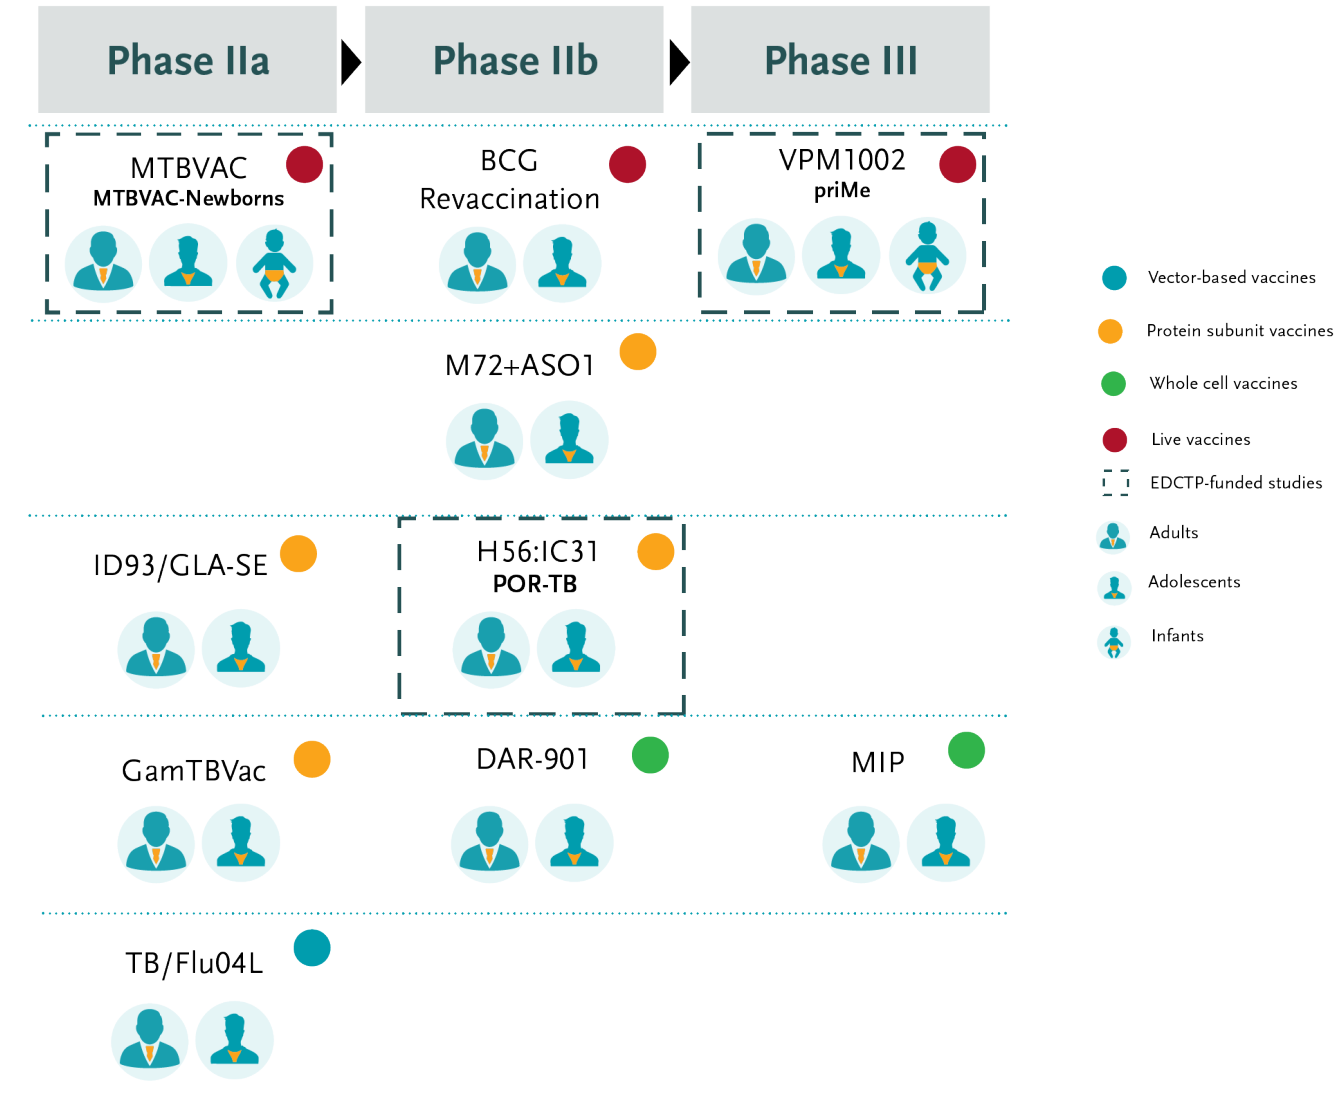 Phase IIa
Phase IIb
Phase III
MTBVAC
MTBVAC-Newborns
BCG
Revaccination
VPM1002
priMe
M72+ASO1
ID93/GLA-SE
H56:IC31
POR-TB
GamTBVac
DAR-901
MIP
TB/Flu04L
Vector-based vaccines
Protein subunit vaccines
Whole cell vaccines
Live vaccines
EDCTP-funded studies
Adults
Adolescents
Infants